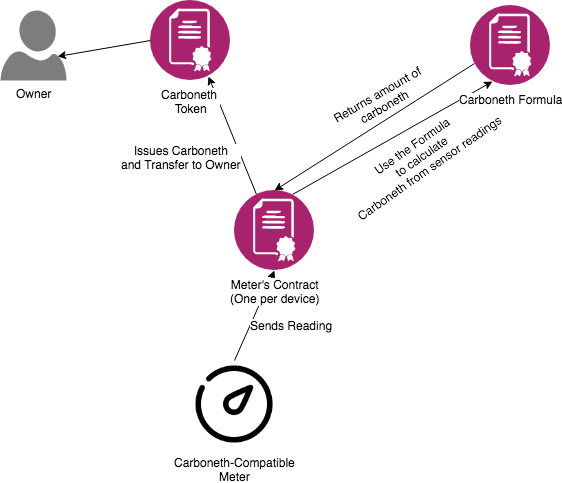 Owner
Carboneth
Token
Carboneth Formula
Returns amount of
carboneth
Use the Formula
to calculate
Carboneth from sensor readings
Issues Carboneth
and Transfer to Owner
Meter's Contract
(One per device)
Sends Reading
Carboneth-Compatible
Meter